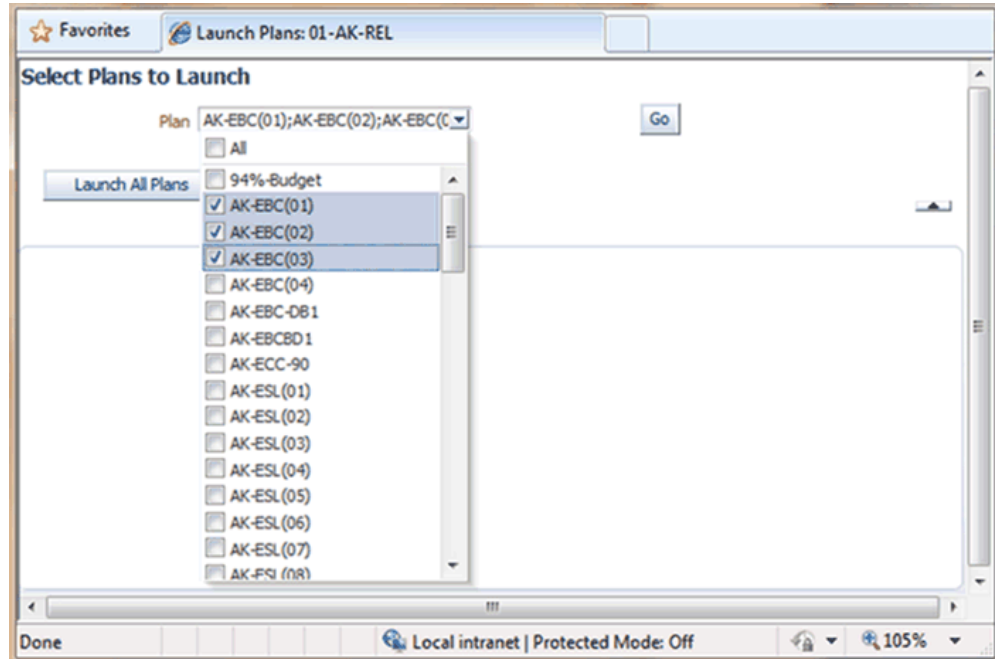 Favorites
Launch Plans: 01-AK-REL
Select Plans to Launch
Plan AK-EBC(01);AK-EBC(02);AK-EBC(0 Go
All
Launch All Plans
94%-Budget
AK-EBC(01)
AK-EBC(02)
AK-EBC(03)
AK-EBC(04)
AK-EBC-DB1
AK-EBCBD1
AK-ECC-90
AK-ESL(01)
AK-ESL(02)
AK-ESL(03)
AK-ESL(04)
AK-ESL(05)
AK-ESL(06)
AK-ESL(07)
AK-ESL(08)
Done
Local intranet | Protected Mode: Off
105%